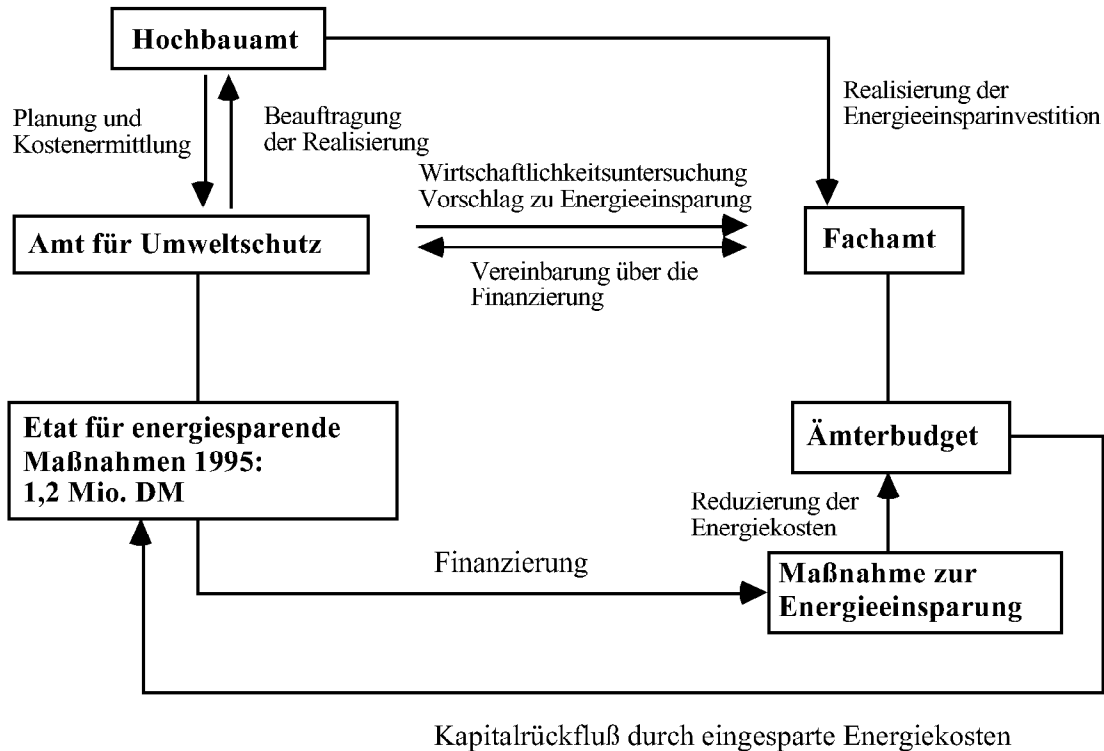 Hochbauamt
Planung und
Kostenermittlung
Beauftragung
der Realisierung
Realisierung der
Energieeinsparinvestition
Wirtschaftlichkeitsuntersuchung
Vorschlag zu Energieeinsparung
Amt für Umweltschutz
Fachamt
Vereinbarung über die
Finanzierung
Etat für energiesparende
Maßnahmen 1995:
1,2 Mio. DM
Ämterbudget
Reduzierung der
Energiekosten
Finanzierung
Maßnahme zur
Energieeinsparung
Kapitalrückfluß durch eingesparte Energiekosten